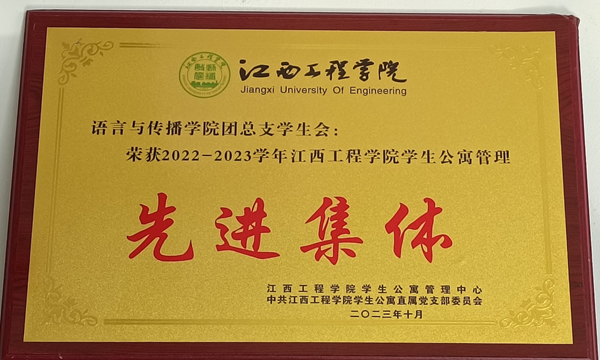 江西工程学院
Jiangxi University Of Engineering
语言与传播学院团总支学生会：
荣获2022-2023学年江西工程学院学生公寓管理
先进集体
江西工程学院学生公寓管理中心
中共江西工程学院学生公寓直属党支部委员会
二〇二三年十月